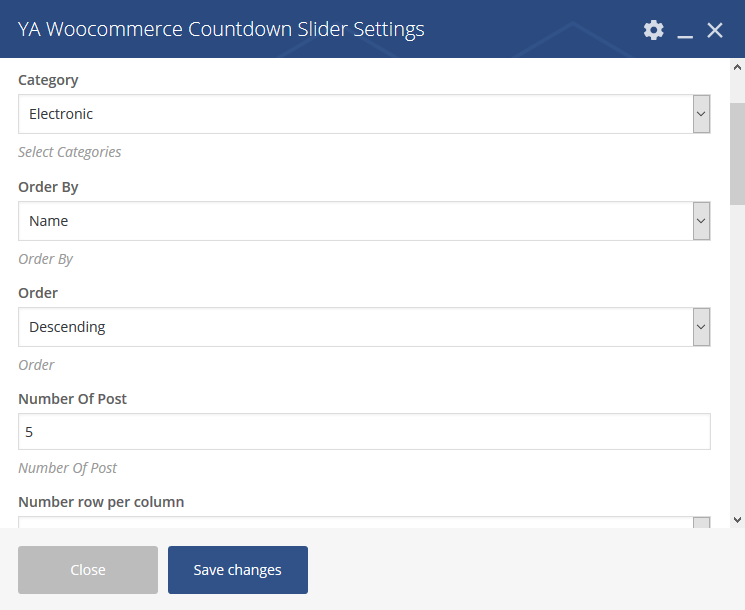 YA Woocommerce Countdown Slider Settings
Category
Electronic
Select Categories
Order By
Name
Order By
Order
Descending
Order
Number Of Post
5
Number Of Post
Number row per column
Close
Save changes